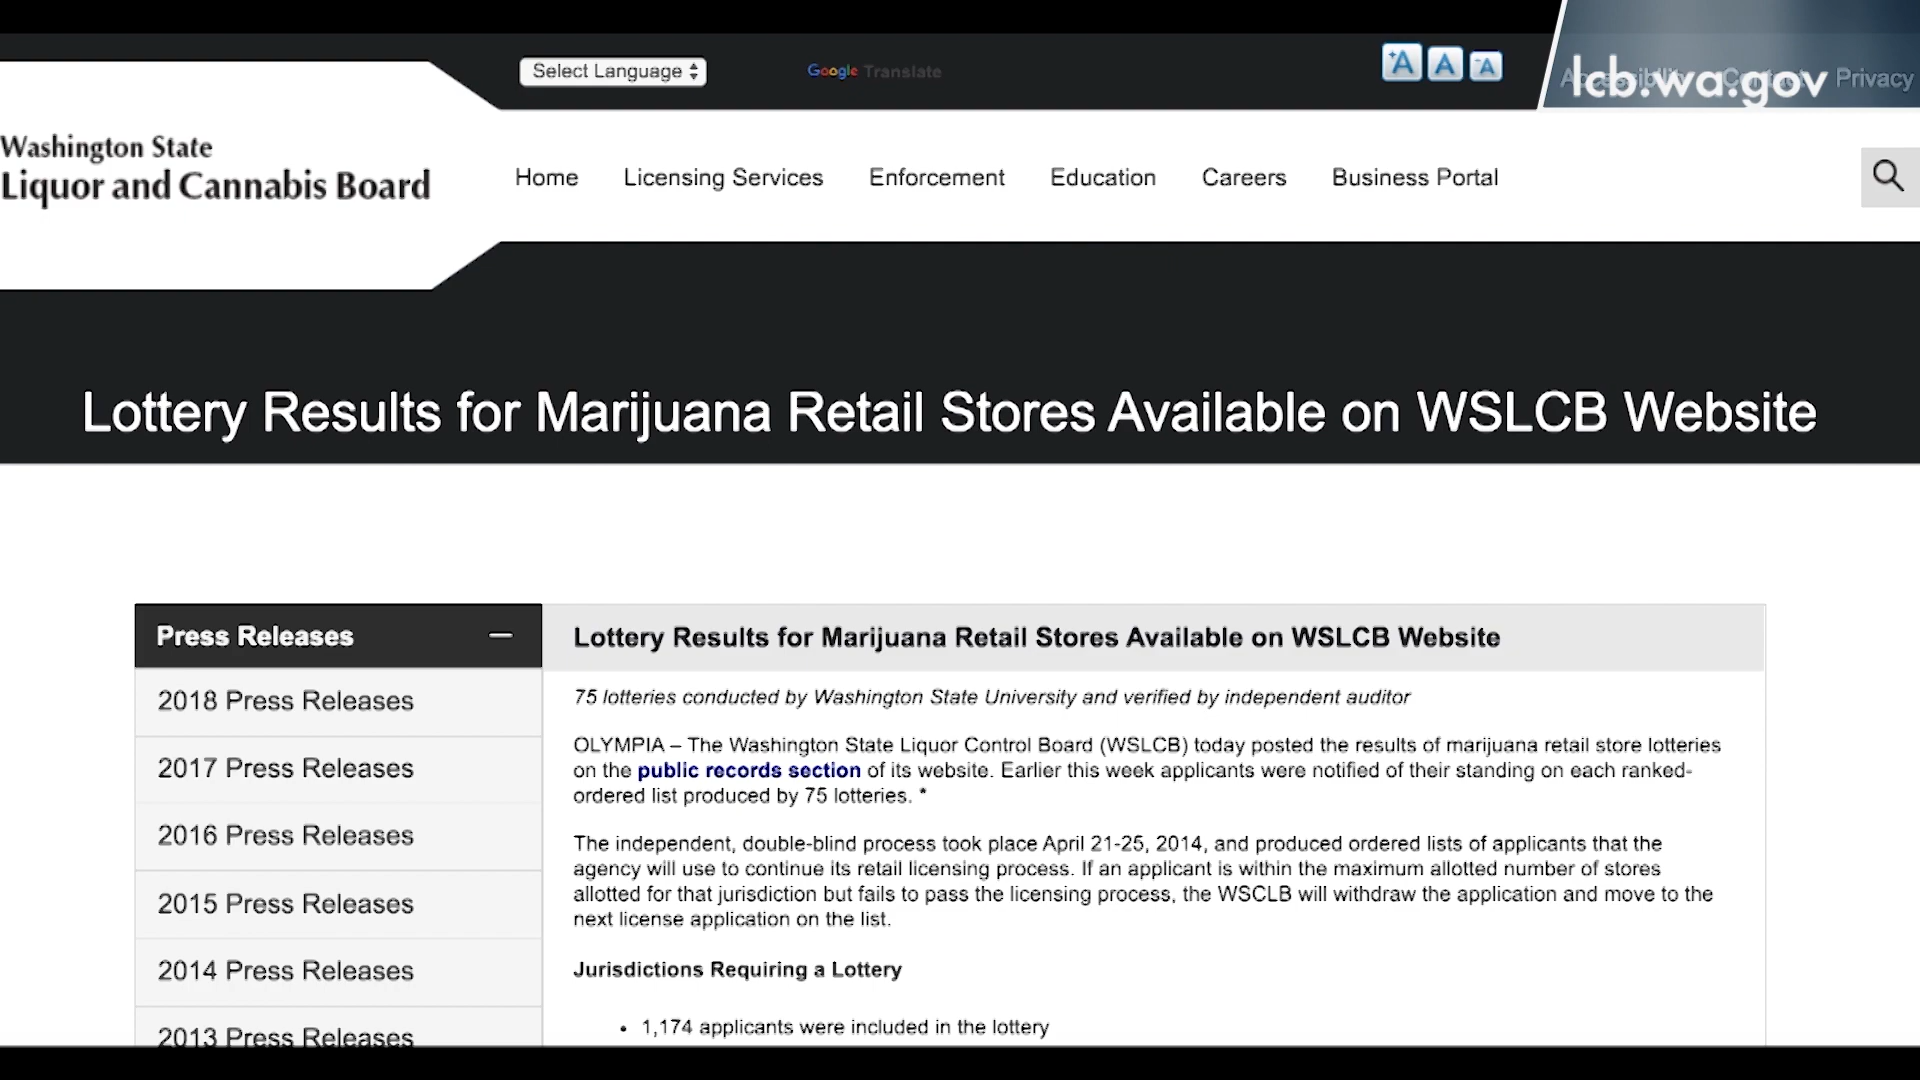 Select Language
Google Translate
+A A -A
lcb.wa.gov
Accessibility Contact Privacy
Washington State
Liquor and Cannabis Board
Home Licensing Services Enforcement Education Careers Business Portal
Lottery Results for Marijuana Retail Stores Available on WSLCB Website
Press Releases
2018 Press Releases
2017 Press Releases
2016 Press Releases
2015 Press Releases
2014 Press Releases
2013 Press Releases
Lottery Results for Marijuana Retail Stores Available on WSLCB Website
75 lotteries conducted by Washington State University and verified by independent auditor
OLYMPIA – The Washington State Liquor Control Board (WSLCB) today posted the results of marijuana retail store lotteries
on the public records section of its website. Earlier this week applicants were notified of their standing on each ranked-
ordered list produced by 75 lotteries. *
The independent, double-blind process took place April 21-25, 2014, and produced ordered lists of applicants that the
agency will use to continue its retail licensing process. If an applicant is within the maximum allotted number of stores
allotted for that jurisdiction but fails to pass the licensing process, the WSCLB will withdraw the application and move to the
next license application on the list.
Jurisdictions Requiring a Lottery
• 1,174 applicants were included in the lottery